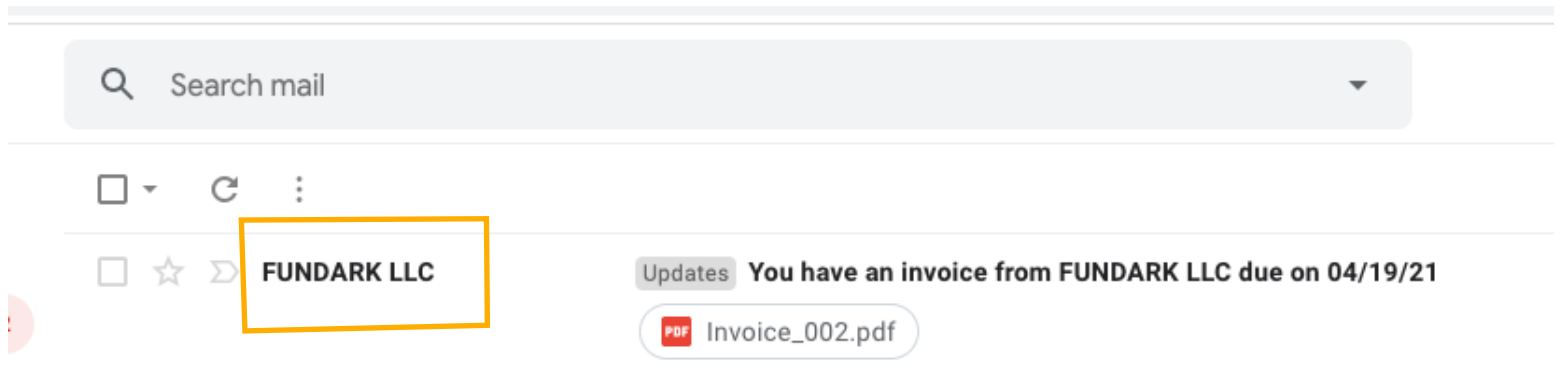 Search mail
FUNDARK LLC
Updates You have an invoice from FUNDARK LLC due on 04/19/21
PDF Invoice_002.pdf